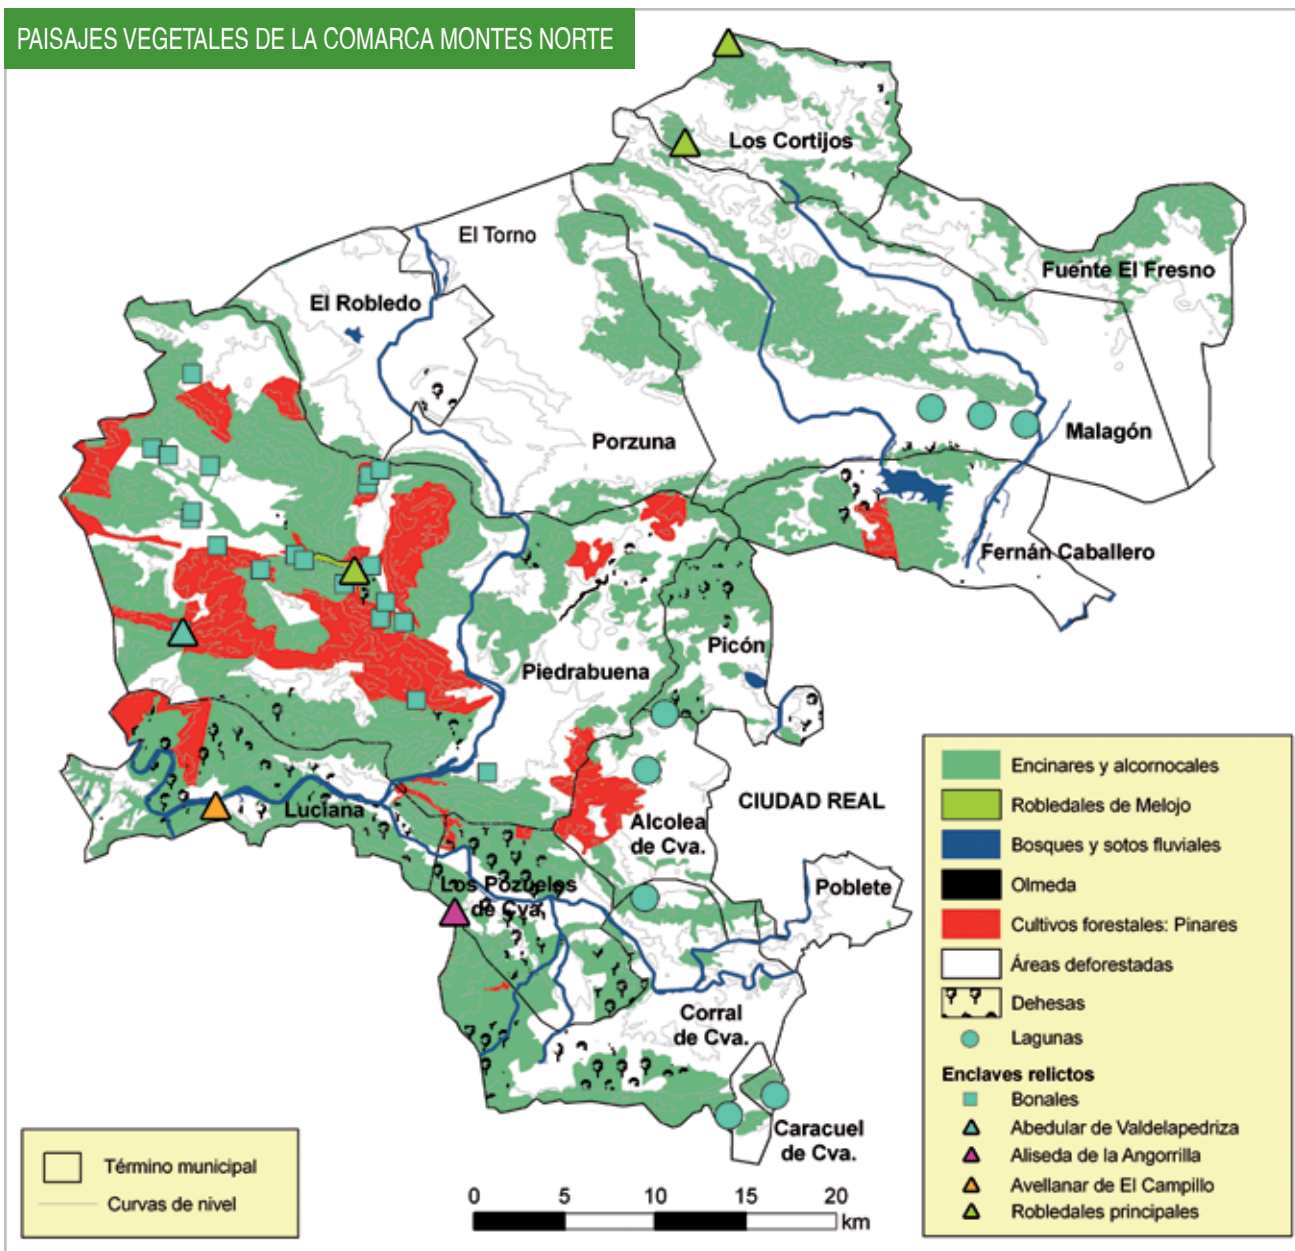 PAISAJES VEGETALES DE LA COMARCA MONTES NORTE
Los Cortijos
El Torno
Fuente El Fresno
El Robledo
Porzuna
Malagón
Fernán Caballero
Picón
Piedrabuena
CIUDAD REAL
Luciana
Alcolea
de Cva.
Los Pozuelos
de Cva.
Poblete
Corral
de Cva.
Caracuel
de Cva.
Encinares y alcornocales
Robledales de Melojo
Bosques y sotos fluviales
Olmeda
Cultivos forestales: Pinares
Áreas deforestadas
Dehesas
Lagunas
Enclaves relictos
Bonales
Abedular de Valdelapedriza
Aliseda de la Angorrilla
Avellanar de El Campillo
Robledales principales
Término municipal
Curvas de nivel
0 5 10 15 20
km